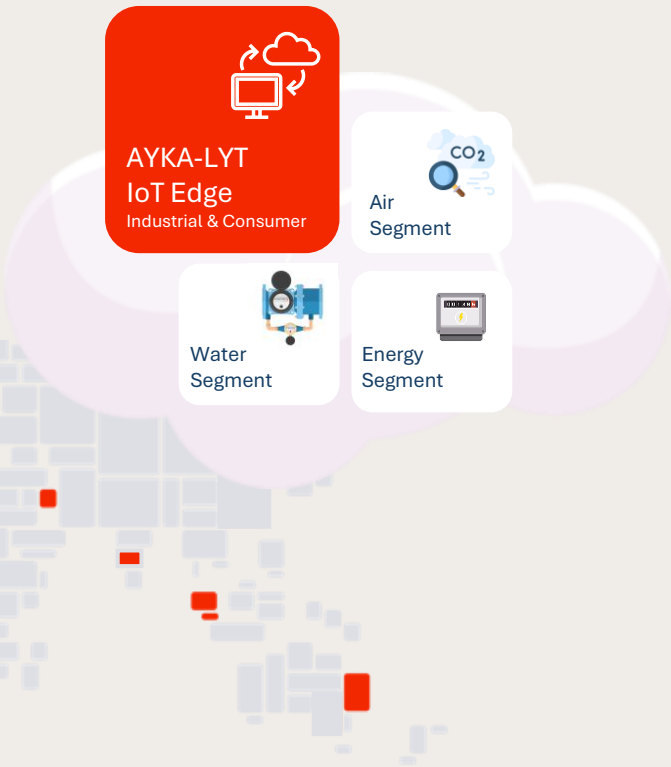 AYKA-LYT
IoT Edge
Industrial & Consumer
CO2
Air
Segment
Water
Segment
Energy
Segment